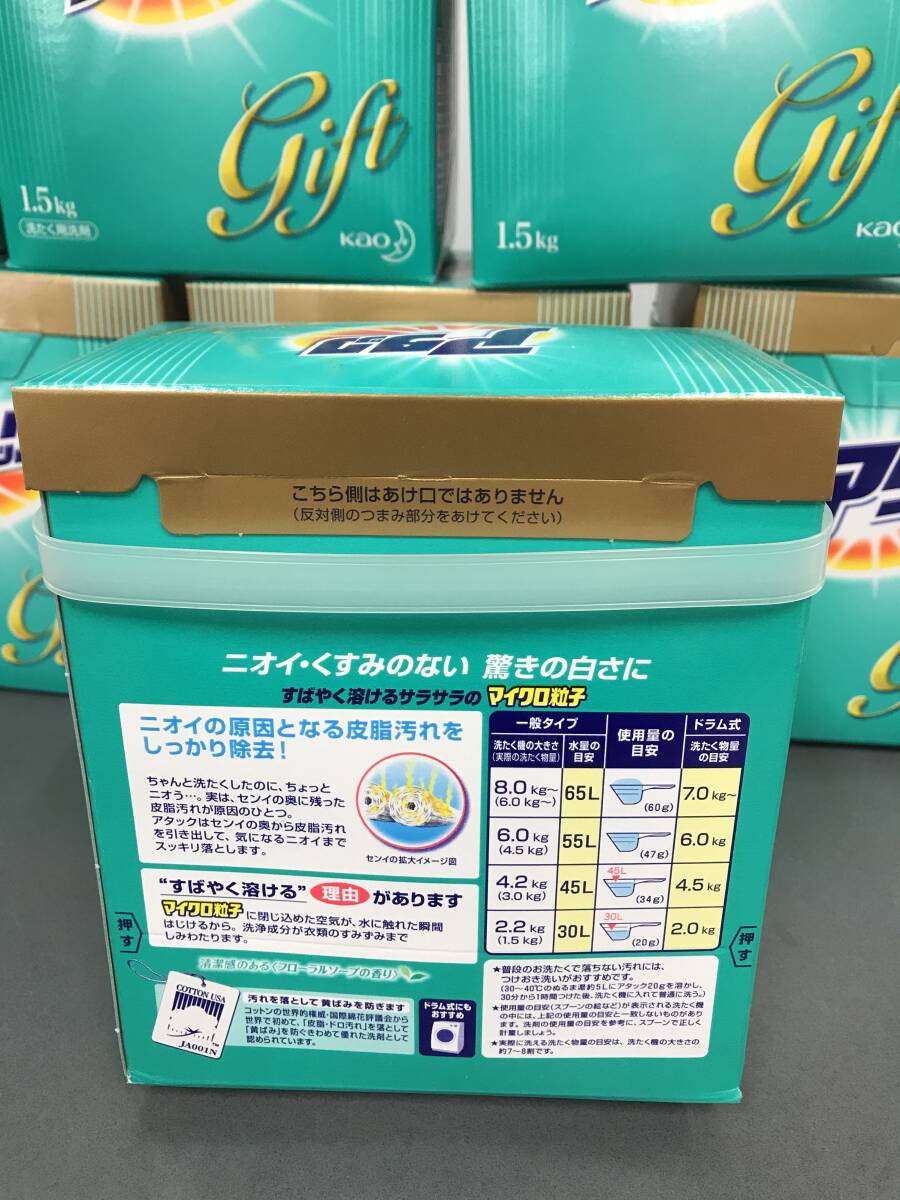 gift
1.5kg
洗たく用洗剤
Kao
gif
1.5kg
Kao
アタック
こちら側はあけ口ではありません
(反対側のつまみ部分をあけてください)
ニオイ・くすみのない 驚きの白さに
すばやく溶けるサラサラのマイクロ粒子
ニオイの原因となる皮脂汚れを
しっかり除去!
ちゃんと洗たくしたのに、ちょっと
ニオう…。実は、センイの奥に残った
皮脂汚れが原因のひとつ。
アタックはセンイの奥から皮脂汚れ
を引き出して、気になるニオイまで
スッキリ落とします。
センイの拡大イメージ図
"すばやく溶ける" 理由 があります
マイクロ粒子に閉じ込めた空気が、水に触れた瞬間
はじけるから。洗浄成分が衣類のすみずみまで
しみわたります。
清潔感のあるくフローラルソープの香り〉
一般タイプ 使用量の目安 ドラム式
洗たく機の大きさ(実際の洗たく物量) 水量の目安 洗たく物量の目安
8.0kg~(6.0kg~) 65L (60g) 7.0kg~
6.0kg(4.5kg) 55L (47g) 6.0kg
4.2kg(3.0kg) 45L 45L (34g) 4.5kg
2.2kg(1.5kg) 30L 30L (20g) 2.0kg
押す
押す
COTTON USA
JA001N
TM
汚れを落として黄ばみを防ぎます
コットンの世界的権威・国際綿花評議会から
世界で初めて、「皮脂・ドロ汚れ」を落として
「黄ばみ」を防ぐきわめて優れた洗剤として
認められています。
ドラム式にも
おすすめ
★普段のお洗たくで落ちない汚れには、
つけおき洗いがおすすめです。
(30~40℃のぬるま湯約5Lにアタック20gを溶かし、
30分から1時間つけた後、洗たく機に入れて普通に洗う。)
★使用量の目安(スプーンの絵など)が表示される洗たく機
の中には、上記の使用量の目安と一致しないものがあり
ます。洗剤の使用量の目安を参考に、スプーンで正しく
計量しましょう。
★実際に洗える洗たく物量の目安は、洗たく機の大きさの
約7~8割です。